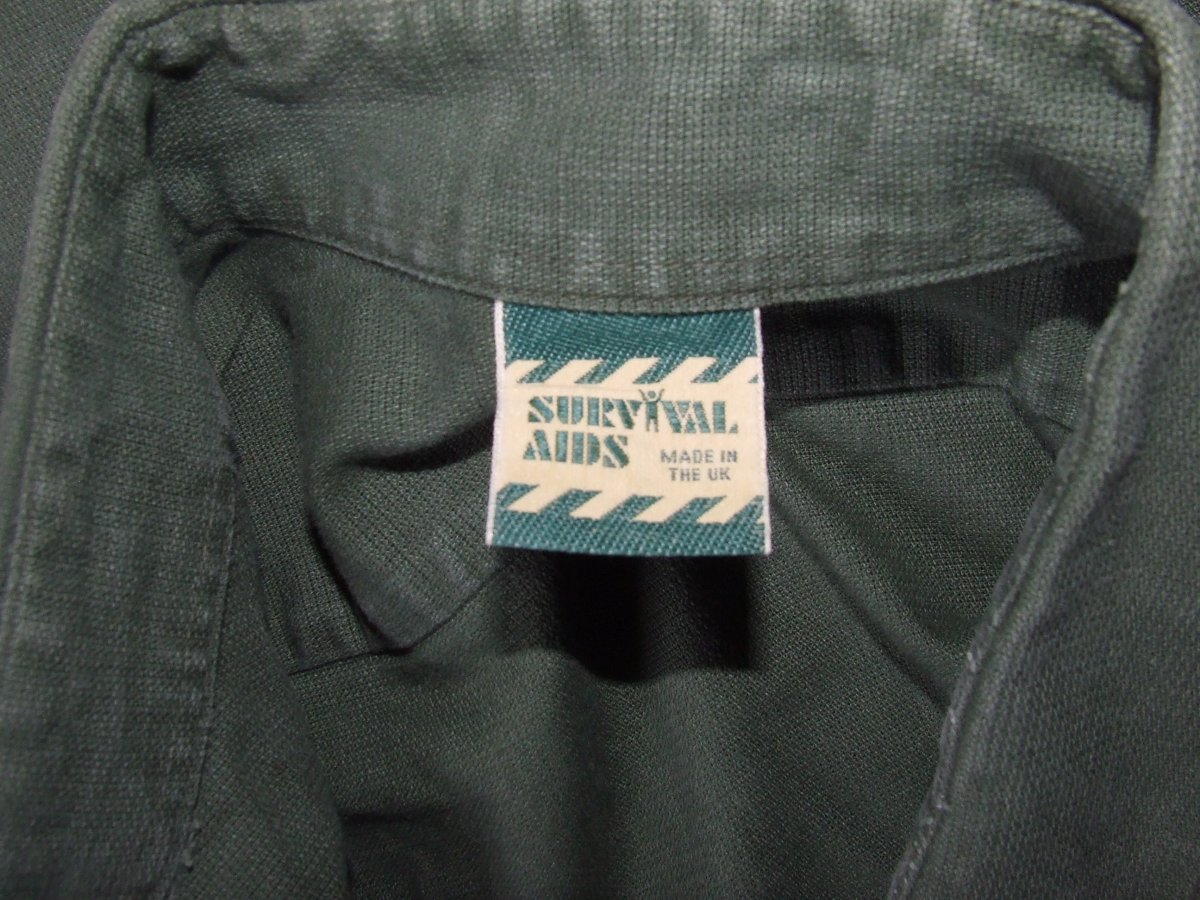 SURVIVAL
AIDS
MADE IN
THE UK